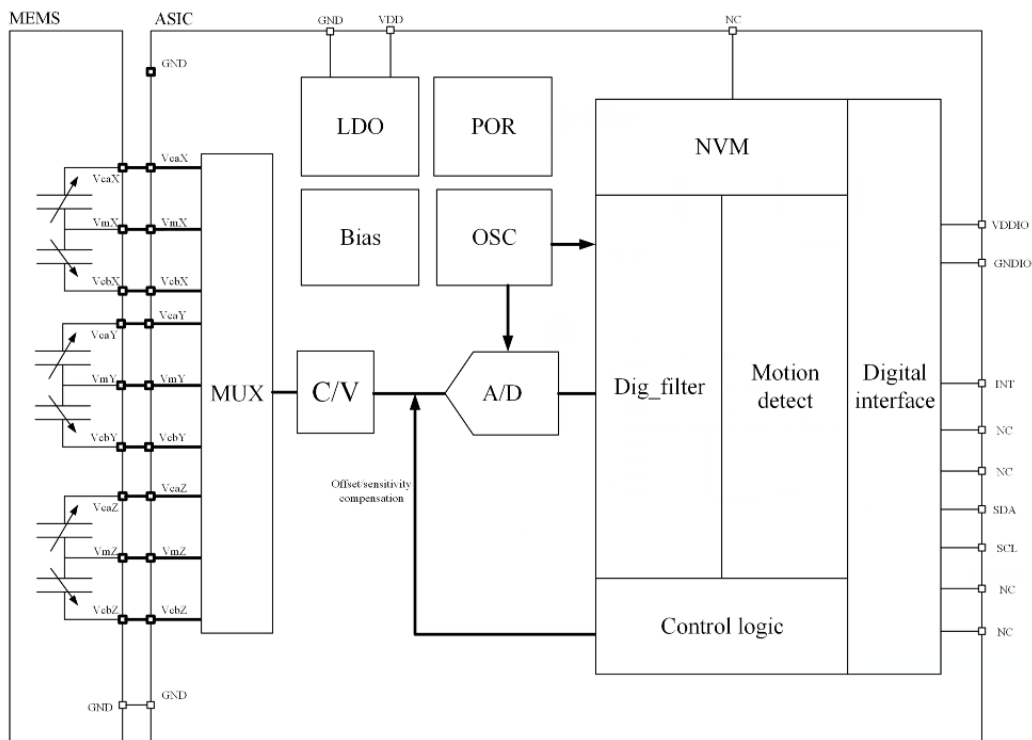 MEMS
ASIC
GND
VDD
NC
GND
LDO
POR
NVM
VcaX
VcaX
VmX
VmX
VcbX
VcbX
Bias
OSC
VDDIO
GNDIO
VcaY
VcaY
VmY
VmY
VcbY
VcbY
MUX
C/V
A/D
Dig_filter
Motion
detect
Digital
interface
INT
NC
NC
SDA
SCL
NC
NC
Offset/sensitivity
compensation
VcaZ
VcaZ
VmZ
VmZ
VcbZ
VcbZ
Control logic
GND
GND